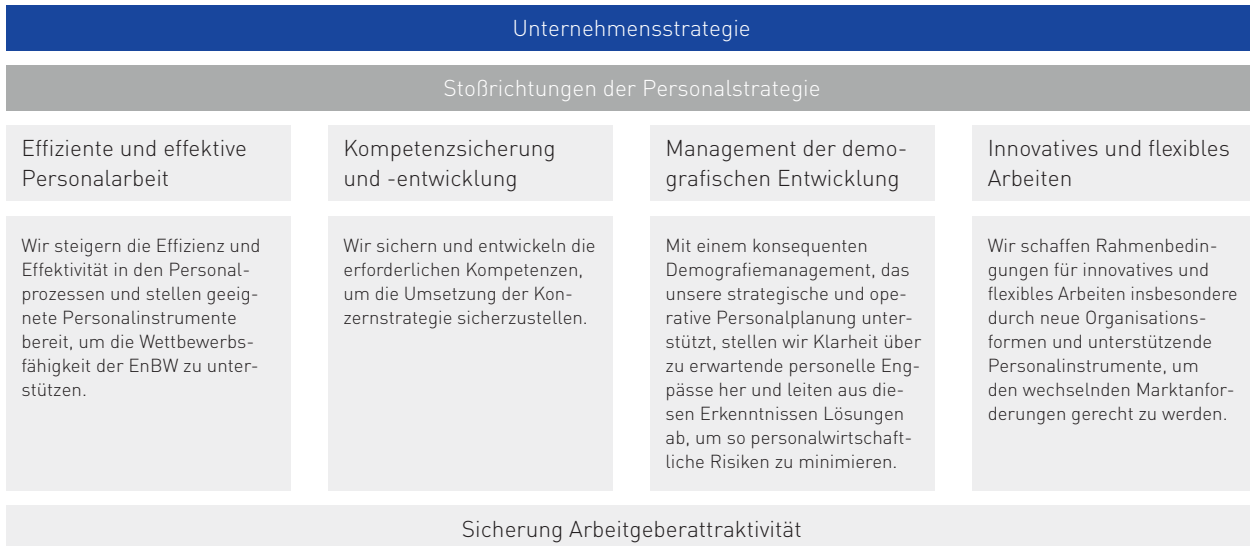 Unternehmensstrategie
Stoßrichtungen der Personalstrategie
Effiziente und effektive
Personalarbeit
Wir steigern die Effizienz und
Effektivität in den Personal-
prozessen und stellen geeig-
nete Personalinstrumente
bereit, um die Wettbewerbs-
fähigkeit der EnBW zu unter-
stützen.
Kompetenzsicherung
und -entwicklung
Wir sichern und entwickeln die
erforderlichen Kompetenzen,
um die Umsetzung der Kon-
zernstrategie sicherzustellen.
Management der demo-
grafischen Entwicklung
Mit einem konsequenten
Demografiemanagement, das
unsere strategische und ope-
rative Personalplanung unter-
stützt, stellen wir Klarheit über
zu erwartende personelle Eng-
pässe her und leiten aus die-
sen Erkenntnissen Lösungen
ab, um so personalwirtschaft-
liche Risiken zu minimieren.
Innovatives und flexibles
Arbeiten
Wir schaffen Rahmenbedin-
gungen für innovatives und
flexibles Arbeiten insbesondere
durch neue Organisations-
formen und unterstützende
Personalinstrumente, um
den wechselnden Marktanfor-
derungen gerecht zu werden.
Sicherung Arbeitgeberattraktivität